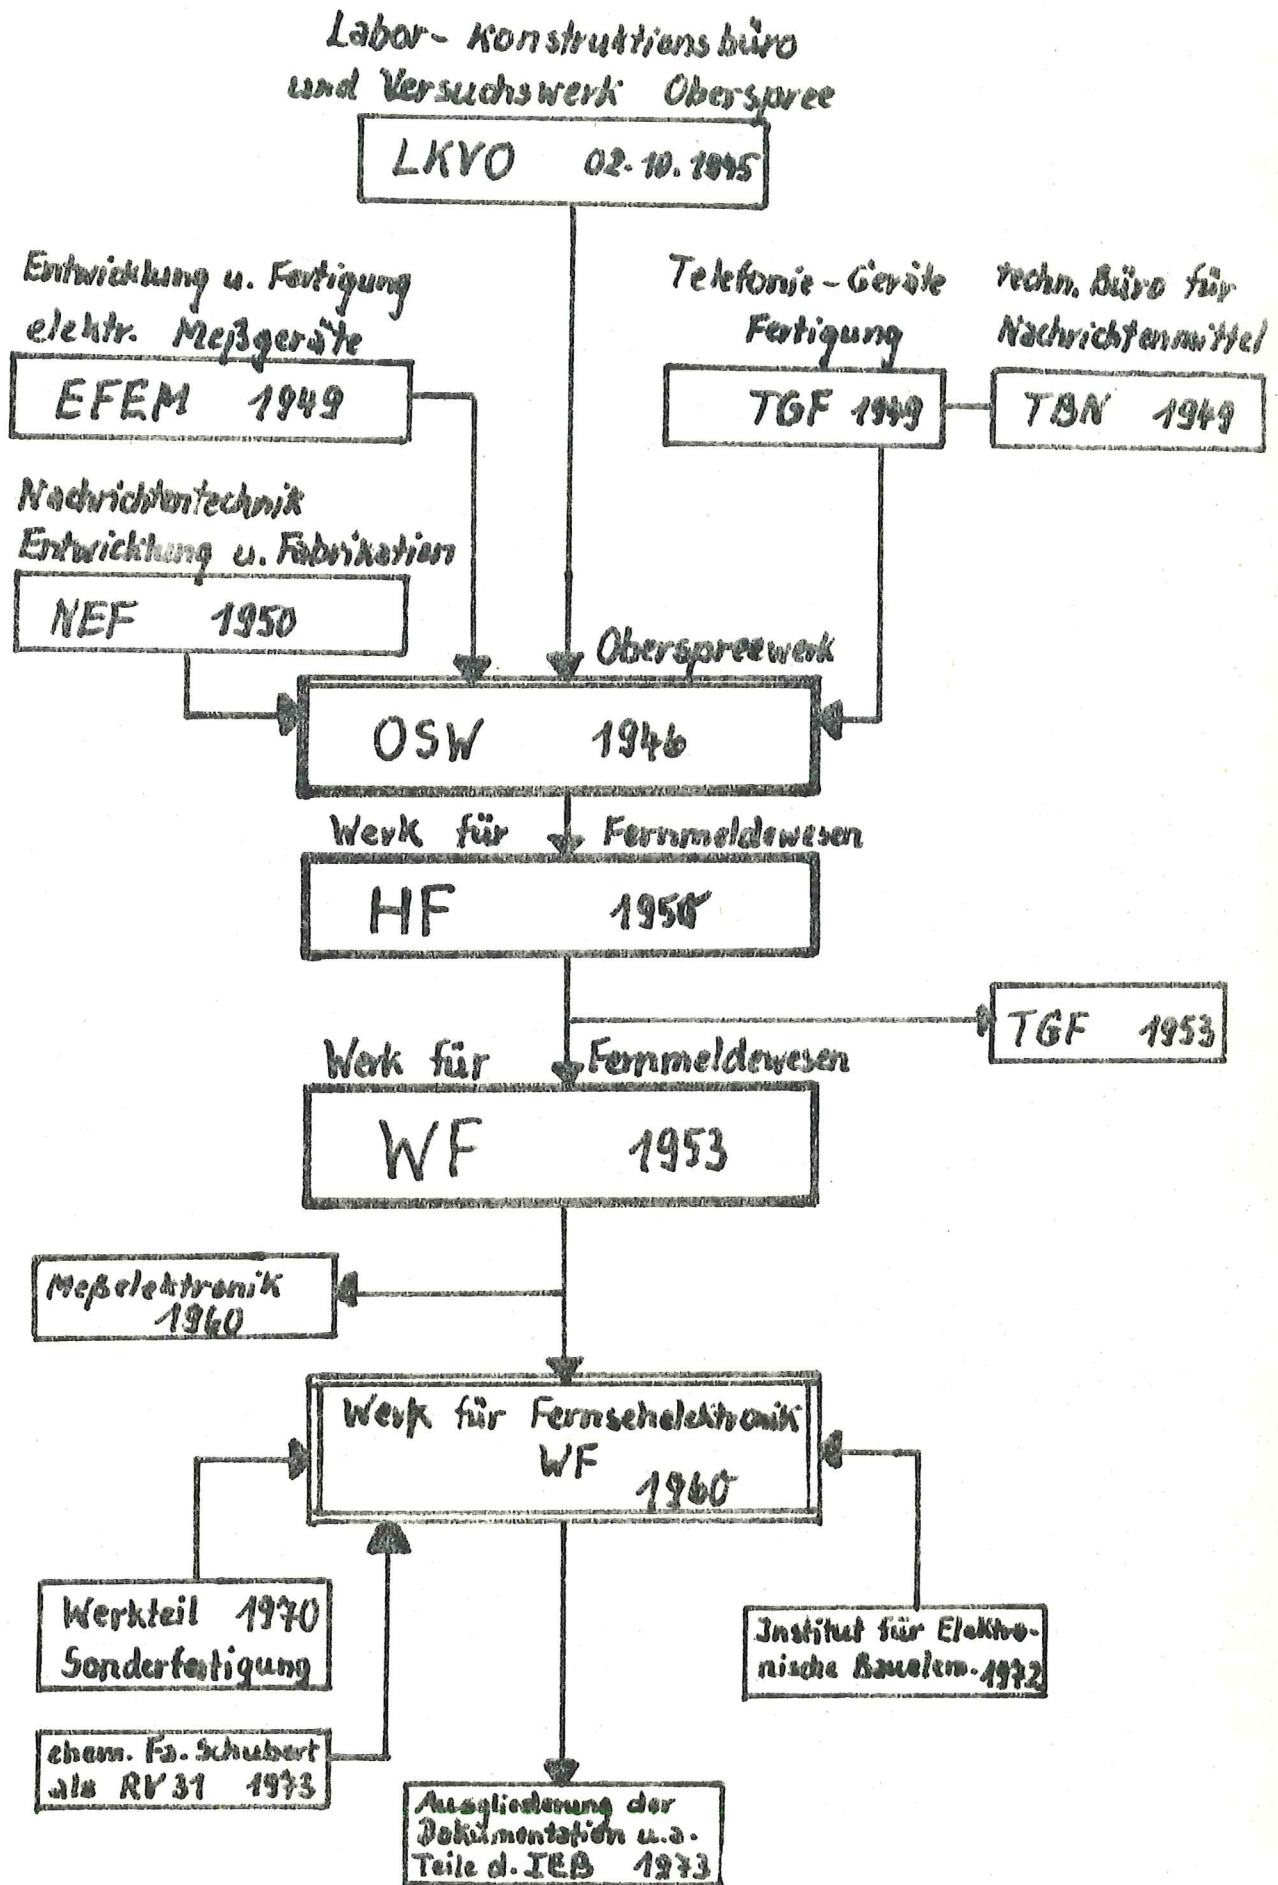 Labor-Konstruktionsbüro
und Versuchswerk Oberspree
LKVO 02.10.1945
Entwicklung u. Fertigung
elektr. Meßgeräte
EFEM 1949
Telefonie-Geräte
Fertigung
TGF 1949
techn. Büro für
Nachrichtenmittel
TBN 1949
Nachrichtentechnik
Entwicklung u. Fabrikation
NEF 1950
Oberspreewerk
OSW 1946
Werk für Fernmeldewesen
HF 1950
TGF 1953
Werk für Fernmeldewesen
WF 1953
Meßelektronik
1960
Werk für Fernsehelektronik
WF
1960
Werkteil 1970
Sonderfertigung
Institut für Elektro-
nische Bauelem. 1972
ehem. Fa. Schubert
als RV 31 1973
Ausgliederung der
Dokumentation u.a.
Teile d. IEB 1973